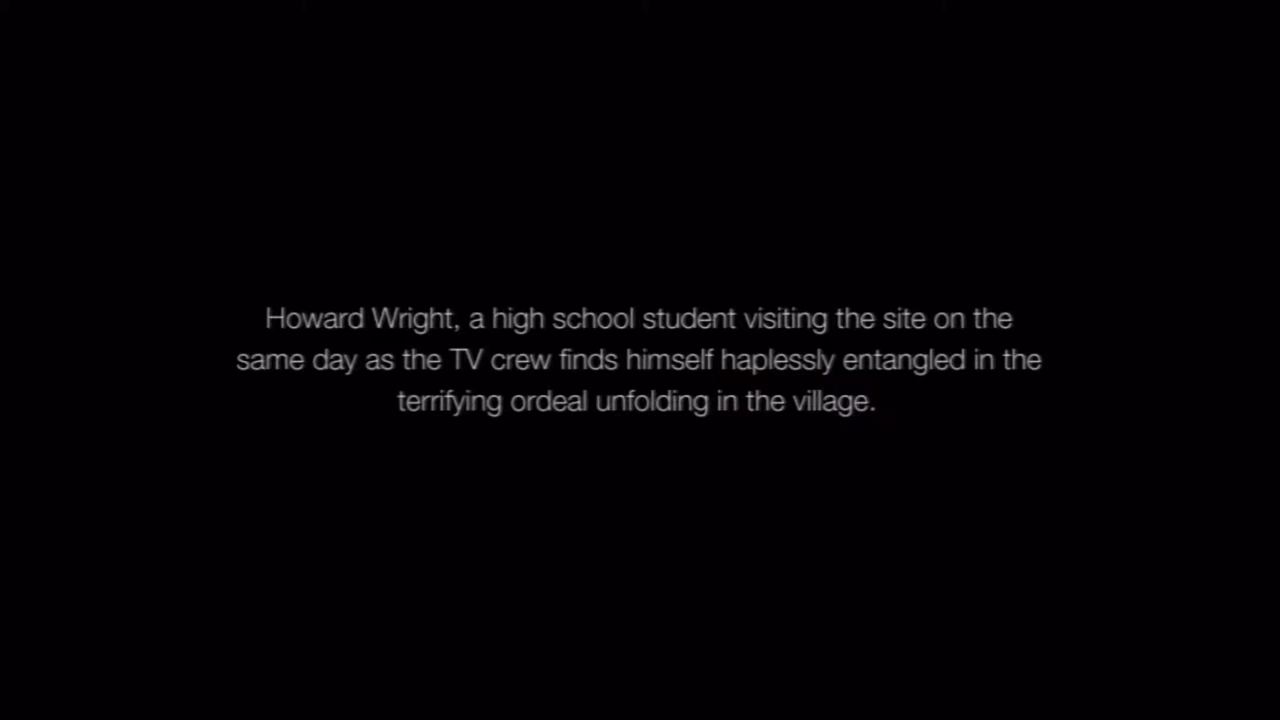 Howard Wright, a high school student visiting the site on the
same day as the TV crew finds himself haplessly entangled in the
terrifying ordeal unfolding in the village.